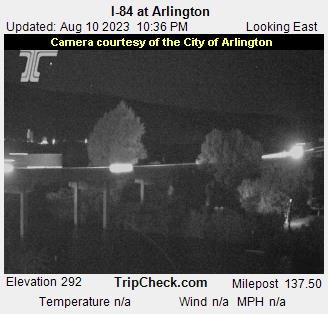 I-84 at Arlington
Updated: Aug 10 2023 10:36 PM Looking East
Camera courtesy of the City of Arlington
Elevation 292 TripCheck.com Milepost 137.50
Temperature n/a Wind n/a MPH n/a